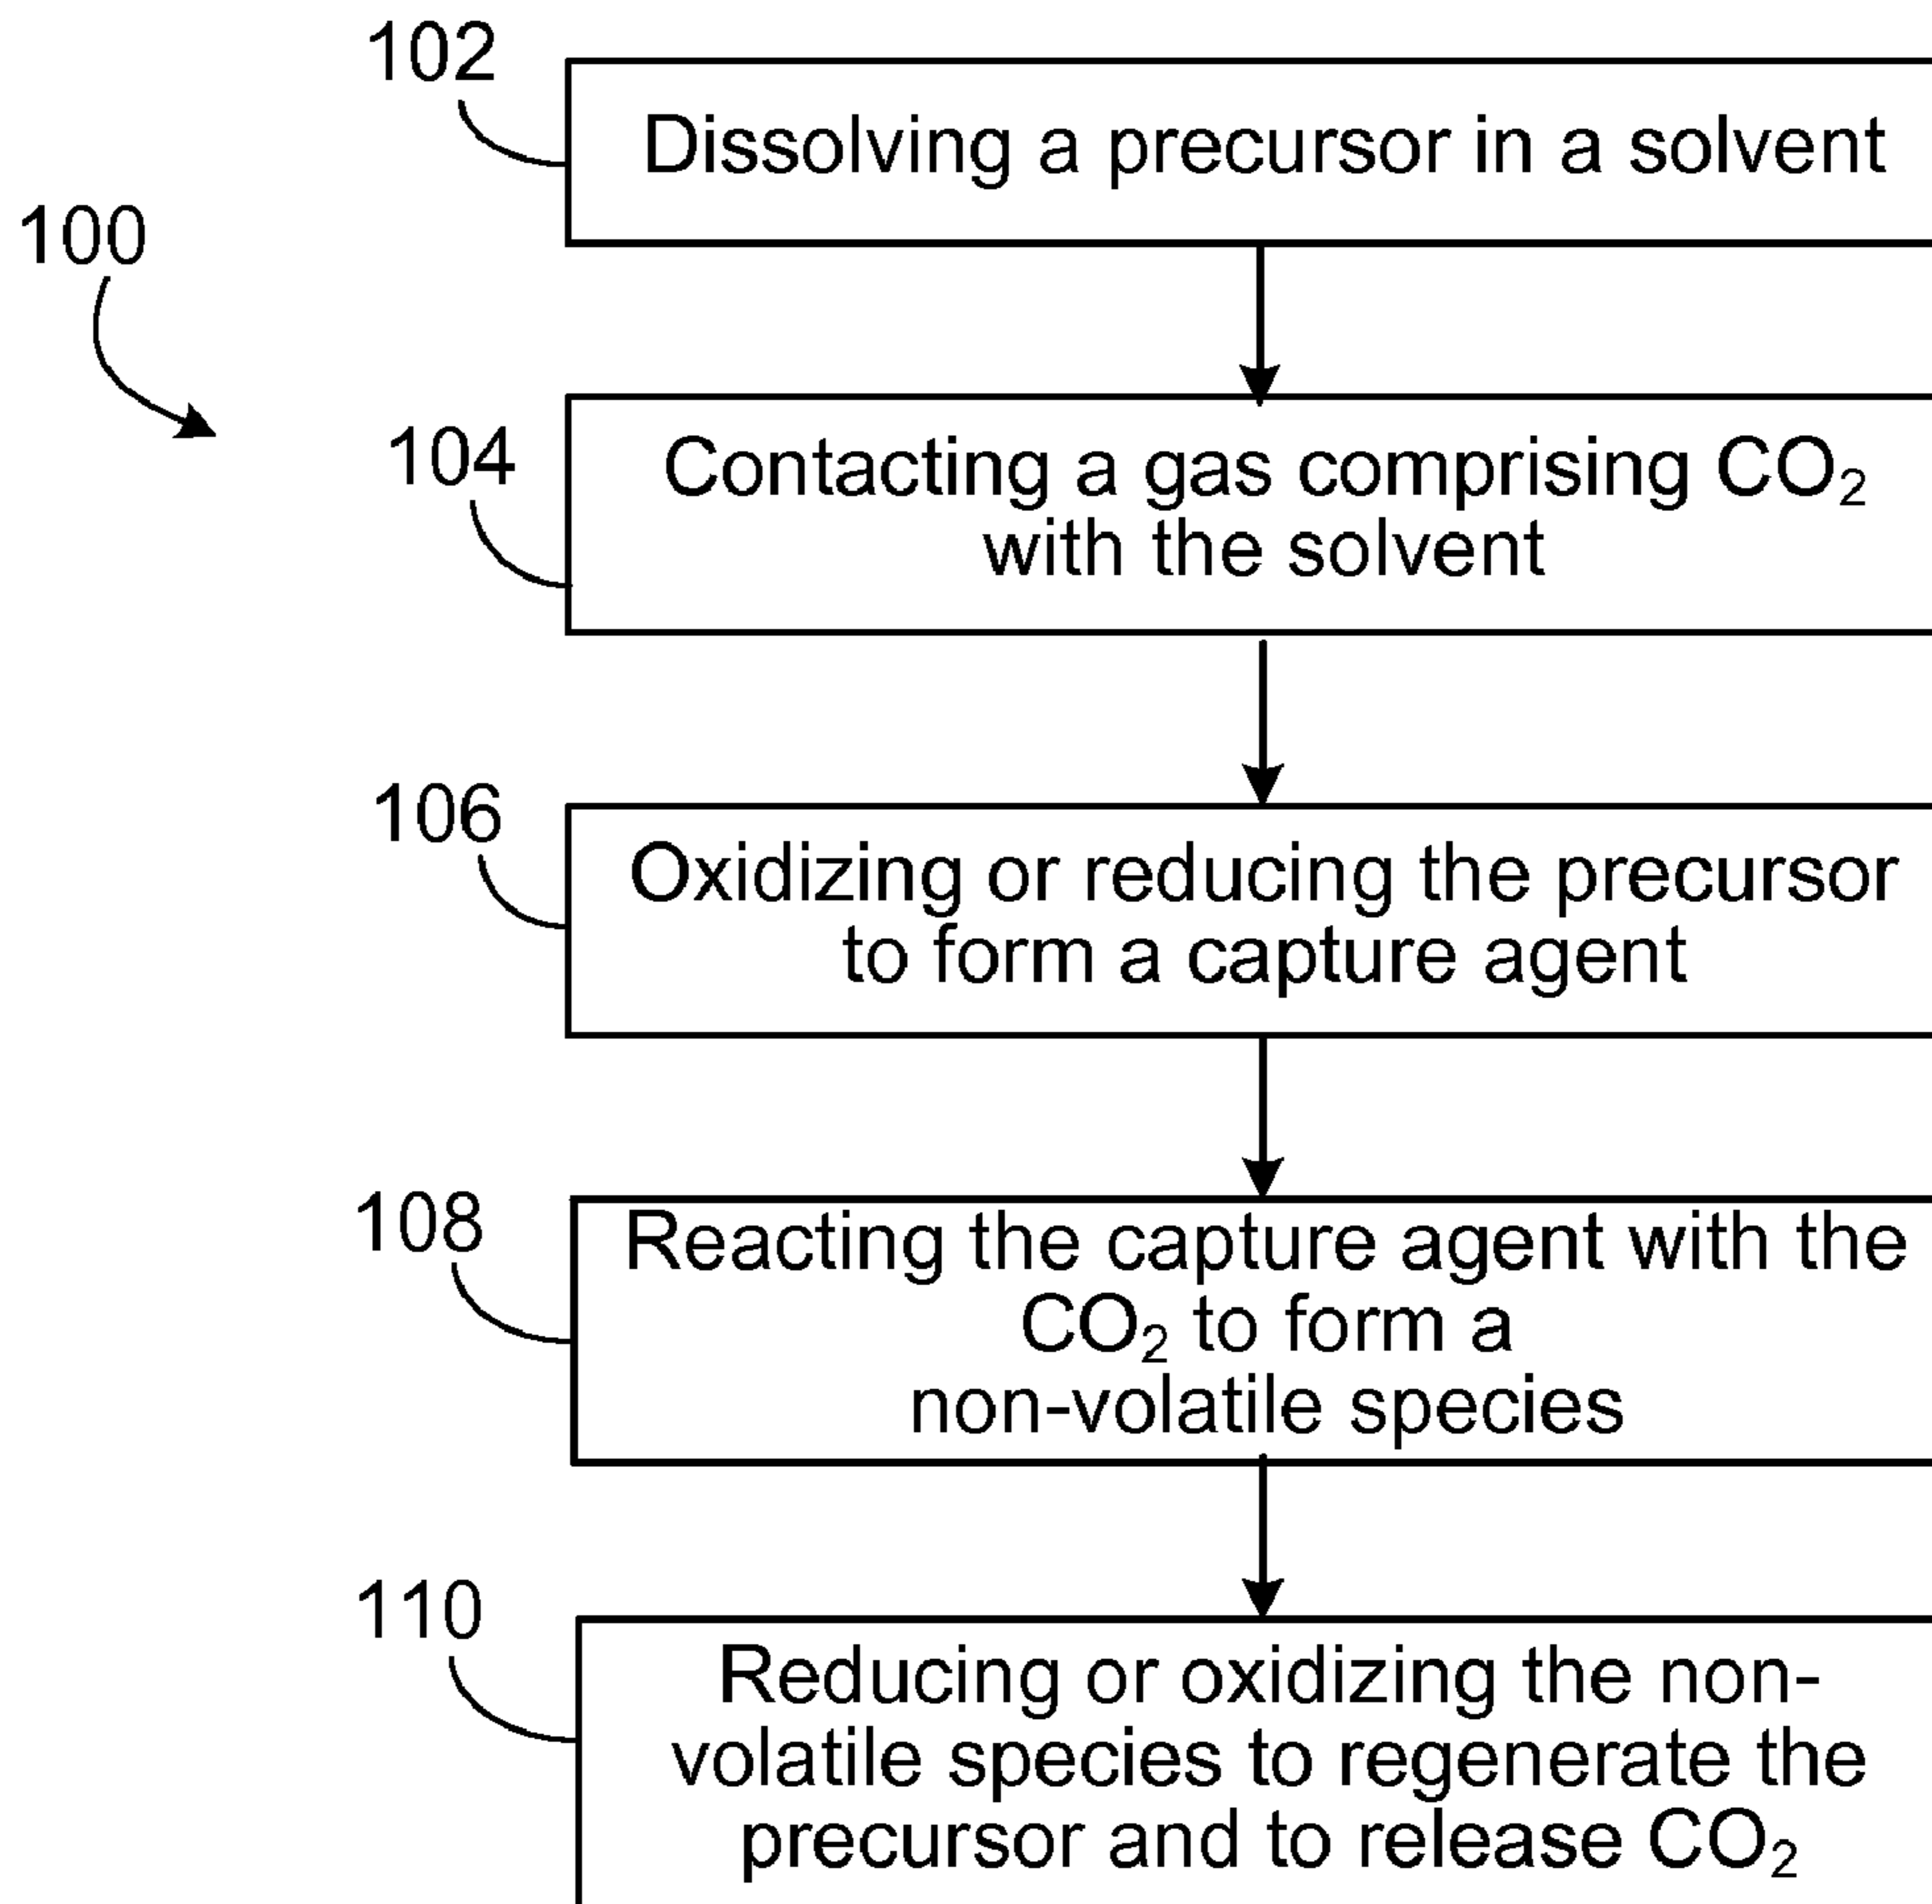 102
Dissolving a precursor in a solvent
100
104
Contacting a gas comprising CO₂
with the solvent
106
Oxidizing or reducing the precursor
to form a capture agent
108
Reacting the capture agent with the
CO₂ to form a
non-volatile species
110
Reducing or oxidizing the non-
volatile species to regenerate the
precursor and to release CO₂